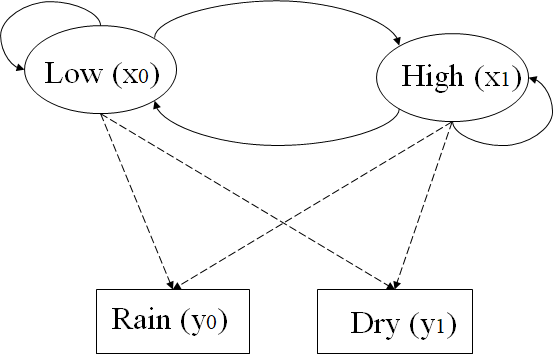 Low (x0)
High (x1)
Rain (y0)
Dry (y1)